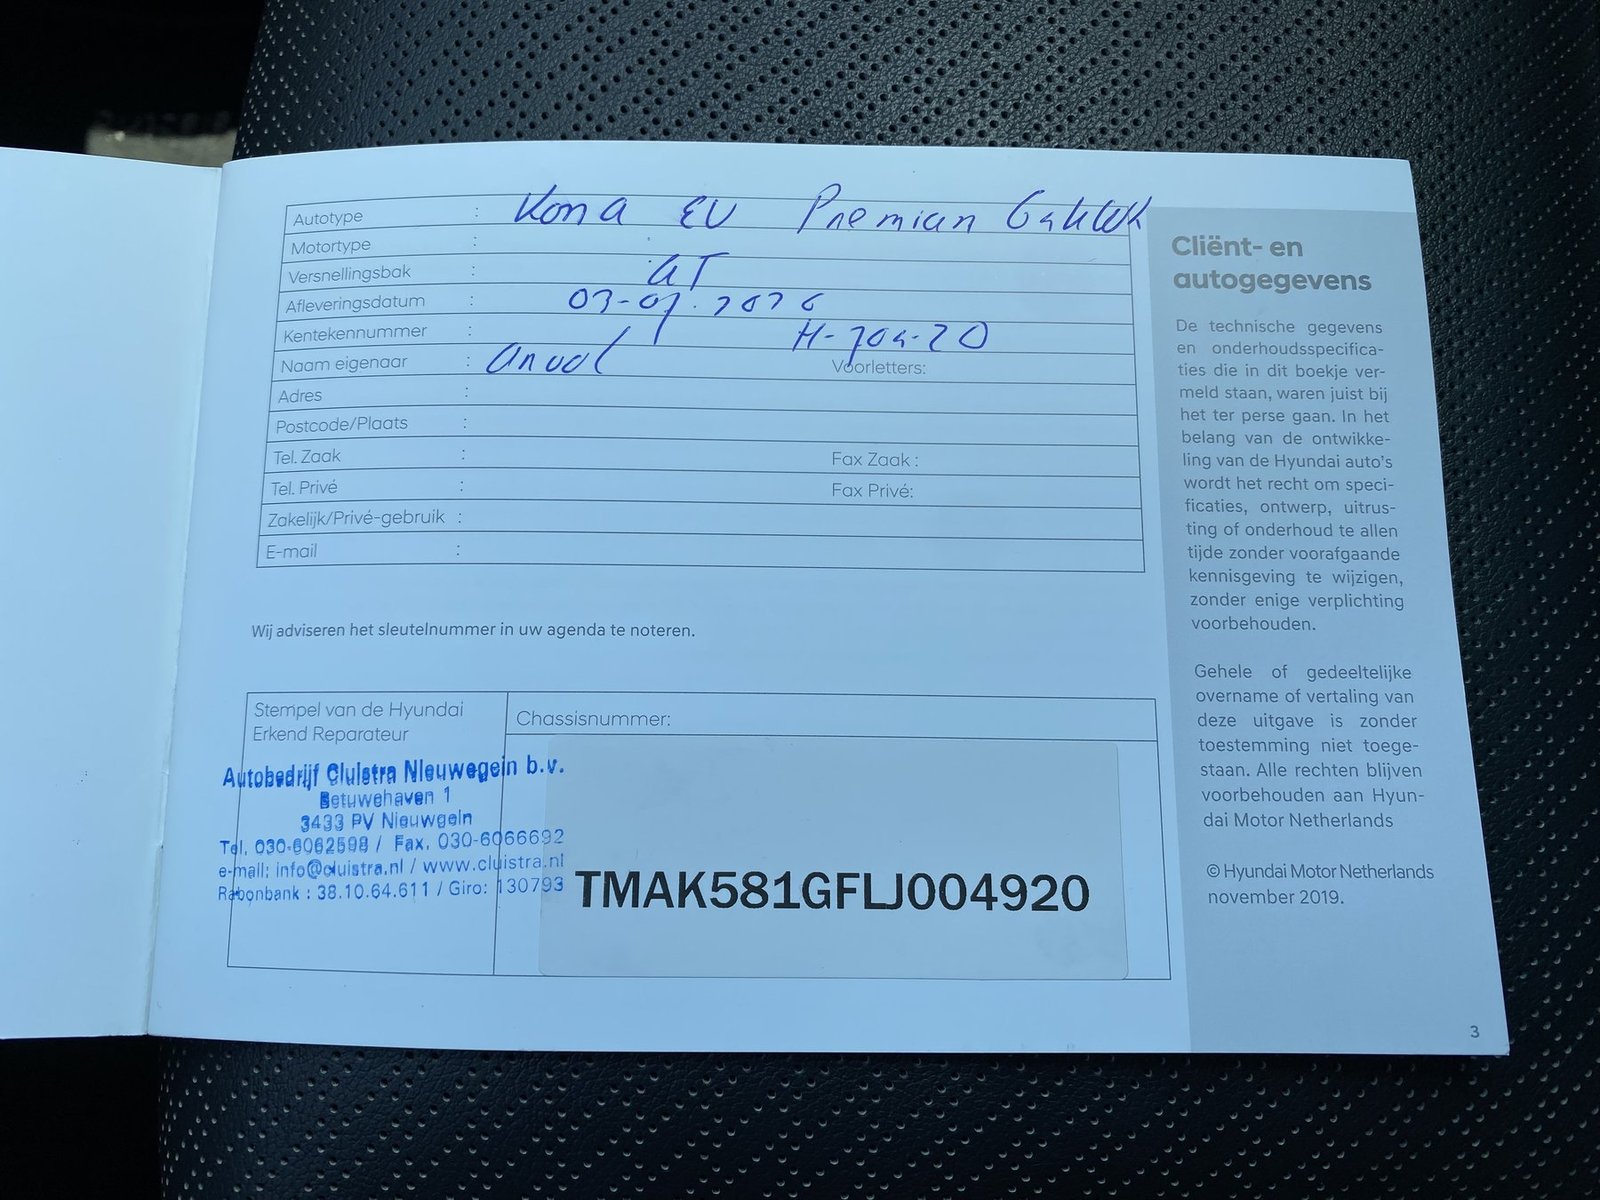 Autotype : Kona EV Premium 64kWh
Motortype :
Versnellingsbak : AT
Afleveringsdatum : 03-07-2020
Kentekennummer : H-704-ZD
Naam eigenaar : Voorletters:
Adres :
Postcode/Plaats :
Tel. Zaak : Fax Zaak :
Tel. Privé : Fax Privé:
Zakelijk/Privé-gebruik :
E-mail :
Wij adviseren het sleutelnummer in uw agenda te noteren.
Stempel van de Hyundai
Erkend Reparateur
Autobedrijf Cluistra Nieuwegein b.v.
Betuwehaven 1
3433 PV Nieuwgein
Tel. 030-6062598 / Fax. 030-6066692
e-mail: info@cluistra.nl / www.cluistra.nl
Rabonbank : 38.10.64.611 / Giro: 130793
Chassisnummer:
TMAK581GFLJ004920
Cliënt- en
autogegevens
De technische gegevens
en onderhoudsspecifica-
ties die in dit boekje ver-
meld staan, waren juist bij
het ter perse gaan. In het
belang van de ontwikke-
ling van de Hyundai auto's
wordt het recht om speci-
ficaties, ontwerp, uitrus-
ting of onderhoud te allen
tijde zonder voorafgaande
kennisgeving te wijzigen,
zonder enige verplichting
voorbehouden.
Gehele of gedeeltelijke
overname of vertaling van
deze uitgave is zonder
toestemming niet toege-
staan. Alle rechten blijven
voorbehouden aan Hyun-
dai Motor Netherlands
© Hyundai Motor Netherlands
november 2019.
3